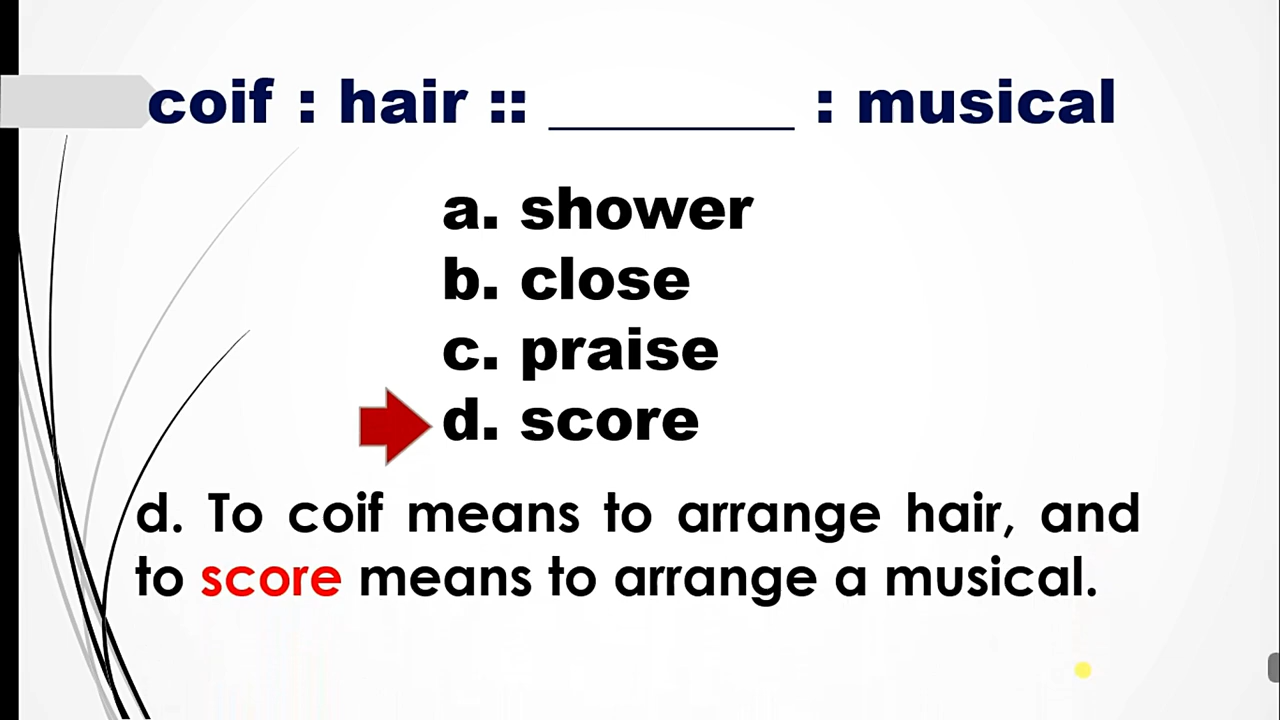 coif : hair :: ________ : musical
a. shower
b. close
c. praise
d. score
d. To coif means to arrange hair, and
to score means to arrange a musical.